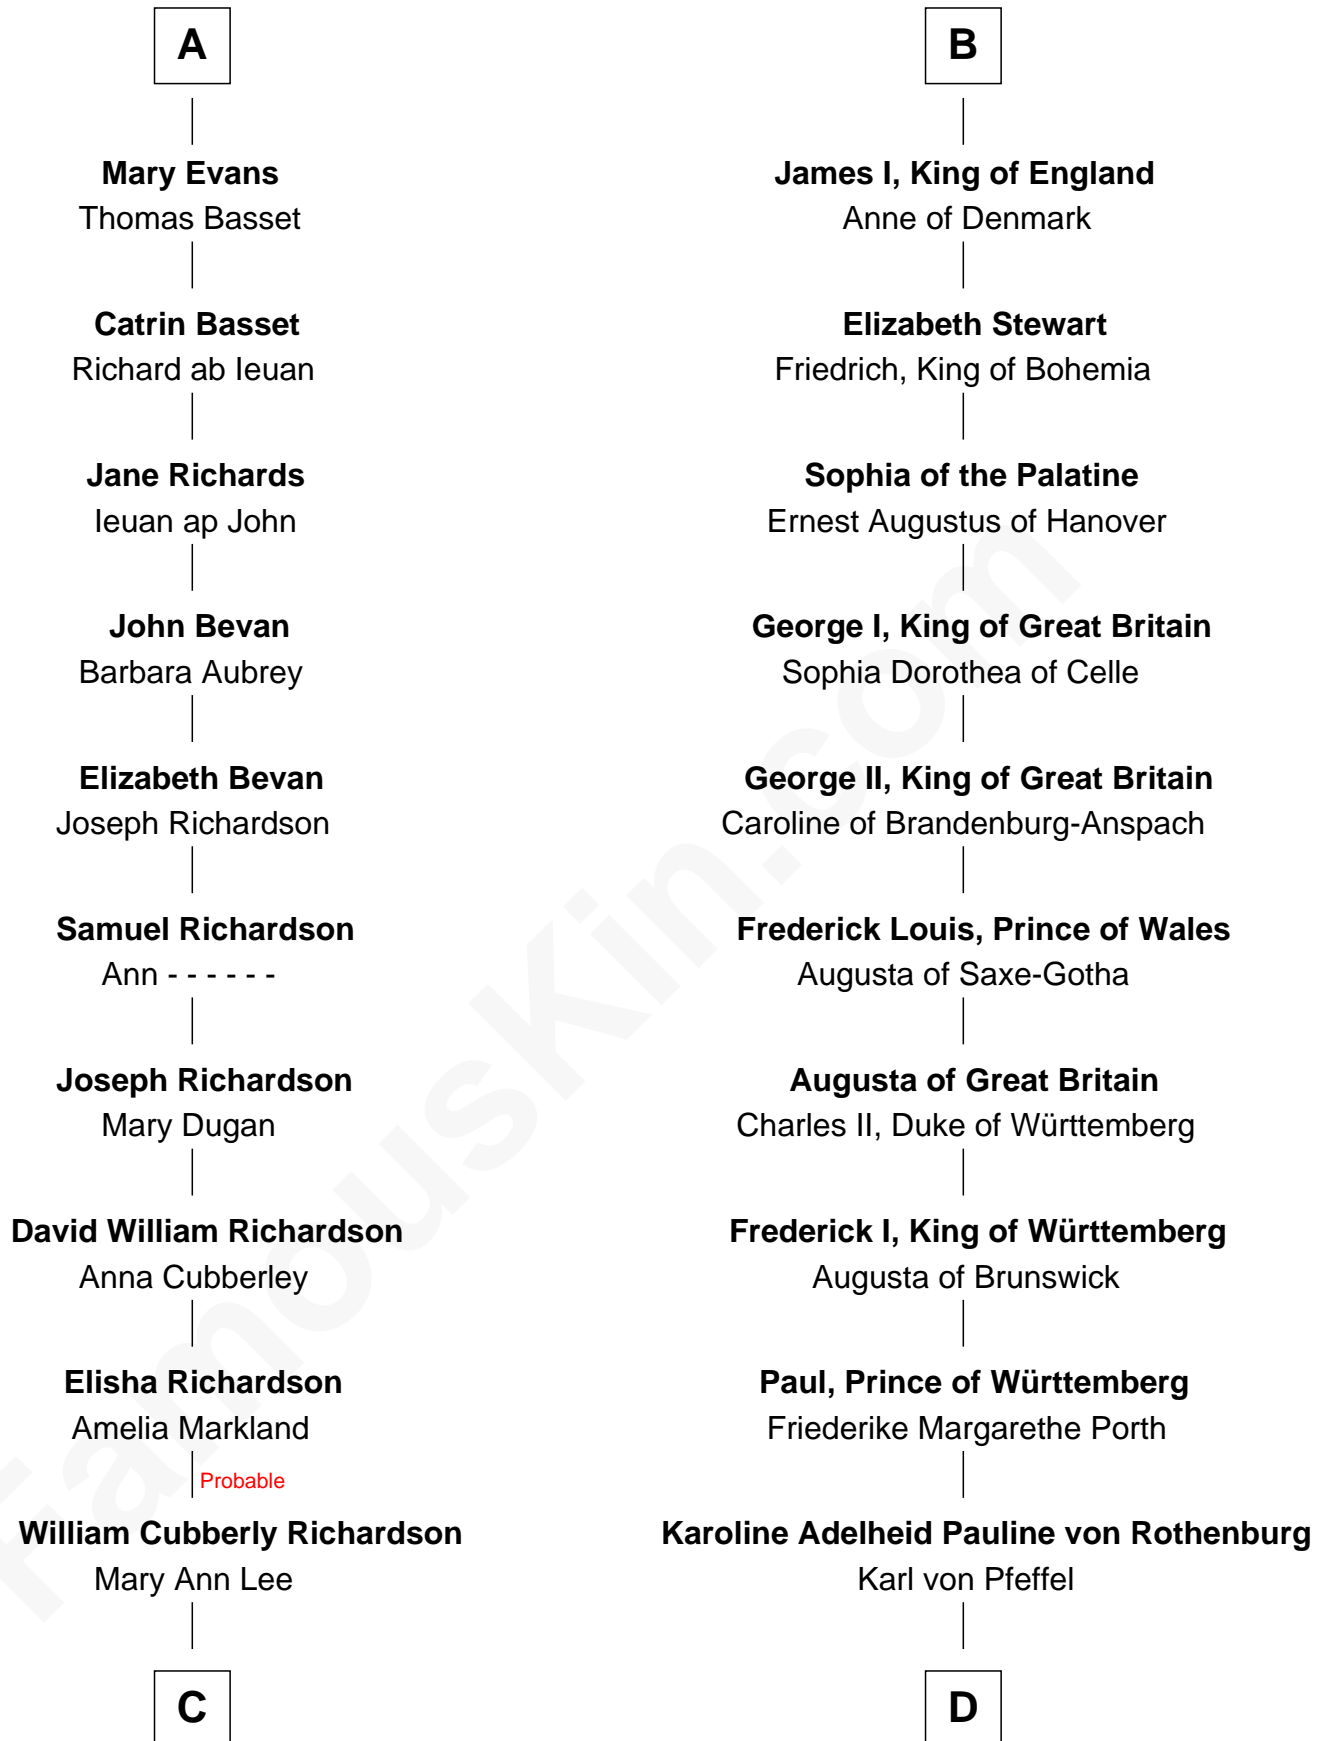 A
Mary Evans
Thomas Basset
Catrin Basset
Richard ab Ieuan
Jane Richards
Ieuan ap John
John Bevan
Barbara Aubrey
Elizabeth Bevan
Joseph Richardson
Samuel Richardson
Ann - - - - - -
Joseph Richardson
Mary Dugan
David William Richardson
Anna Cubberley
Elisha Richardson
Amelia Markland
Probable
William Cubberly Richardson
Mary Ann Lee
C
B
James I, King of England
Anne of Denmark
Elizabeth Stewart
Friedrich, King of Bohemia
Sophia of the Palatine
Ernest Augustus of Hanover
George I, King of Great Britain
Sophia Dorothea of Celle
George II, King of Great Britain
Caroline of Brandenburg-Anspach
Frederick Louis, Prince of Wales
Augusta of Saxe-Gotha
Augusta of Great Britain
Charles II, Duke of Württemberg
Frederick I, King of Württemberg
Augusta of Brunswick
Paul, Prince of Württemberg
Friederike Margarethe Porth
Karoline Adelheid Pauline von Rothenburg
Karl von Pfeffel
D
FamousKin.com